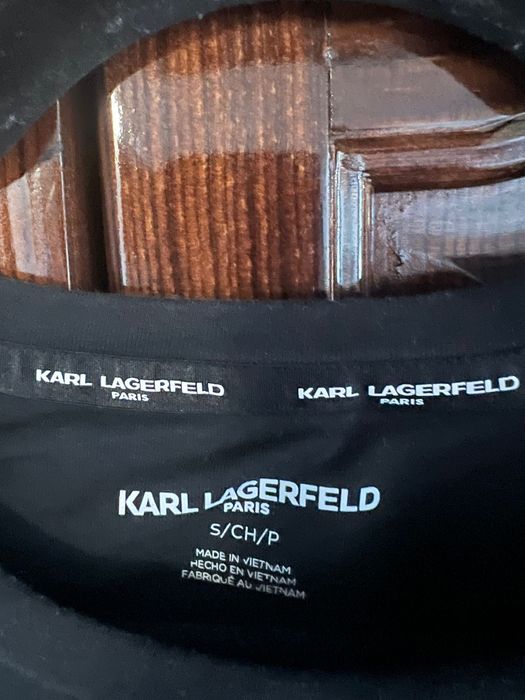 KARL LAGERFELD
PARIS
KARL LAGERFELD
PARIS
KARL LAGERFELD
PARIS
S/CH/P
MADE IN VIETNAM
HECHO EN VIETNAM
FABRIQUÉ AU VIETNAM